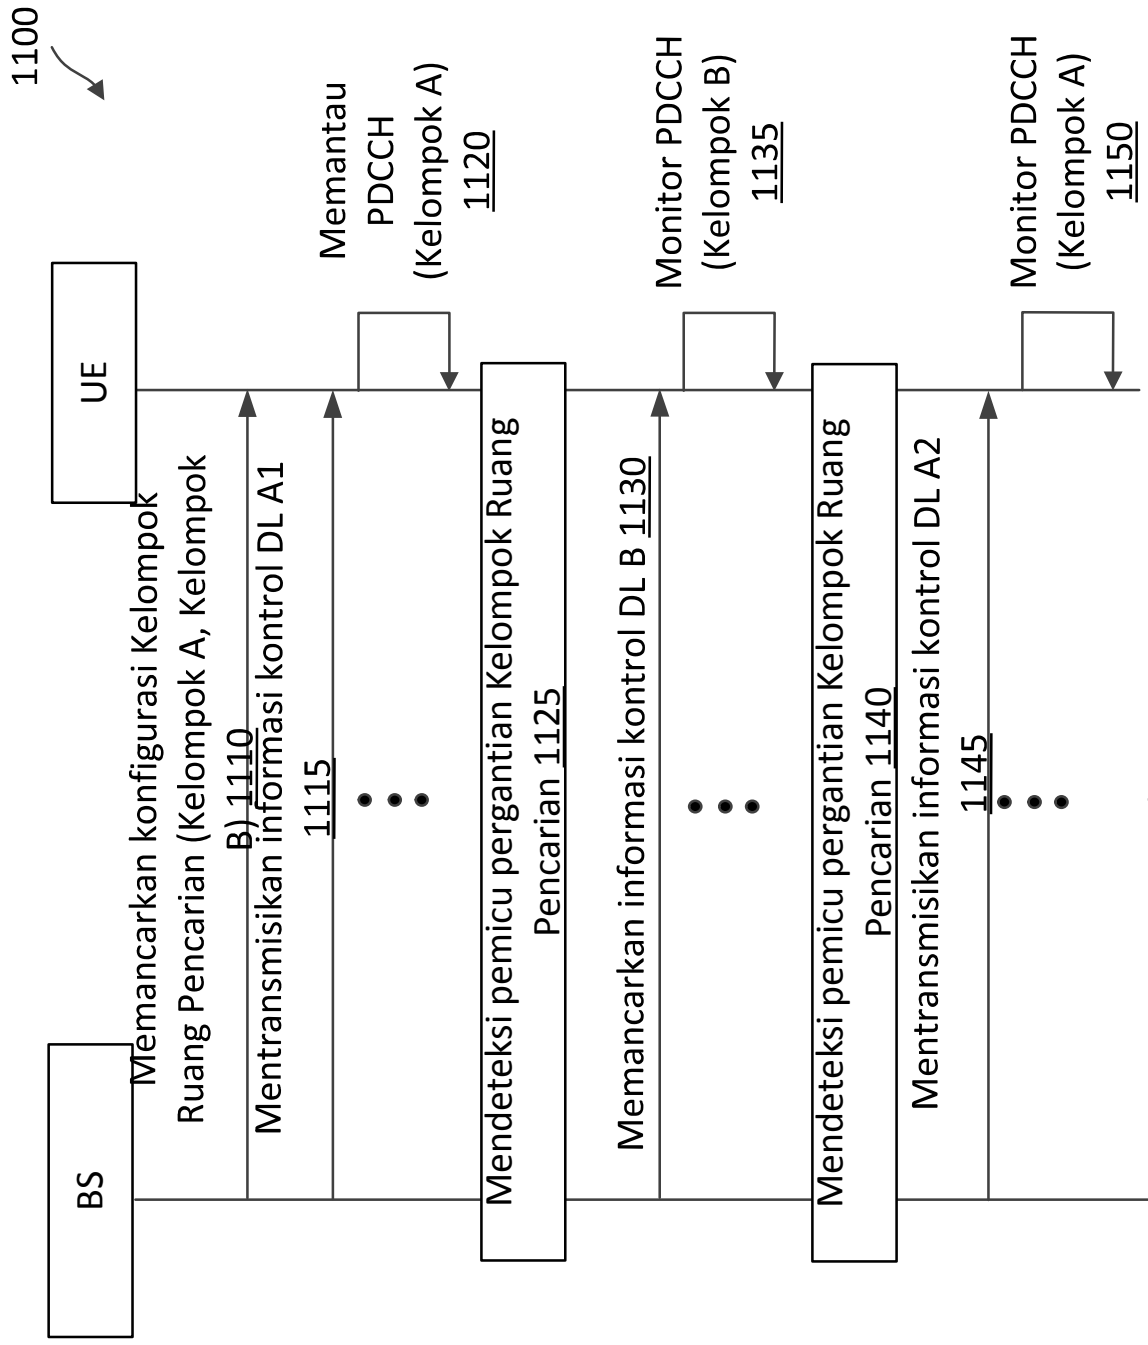 1100
BS
UE
Memancarkan konfigurasi Kelompok
Ruang Pencarian (Kelompok A, Kelompok
B) 1110
Mentransmisikan informasi kontrol DL A1
1115
Memantau
PDCCH
(Kelompok A)
1120
Mendeteksi pemicu pergantian Kelompok Ruang
Pencarian 1125
Memancarkan informasi kontrol DL B 1130
Monitor PDCCH
(Kelompok B)
1135
Mendeteksi pemicu pergantian Kelompok Ruang
Pencarian 1140
Mentransmisikan informasi kontrol DL A2
1145
Monitor PDCCH
(Kelompok A)
1150